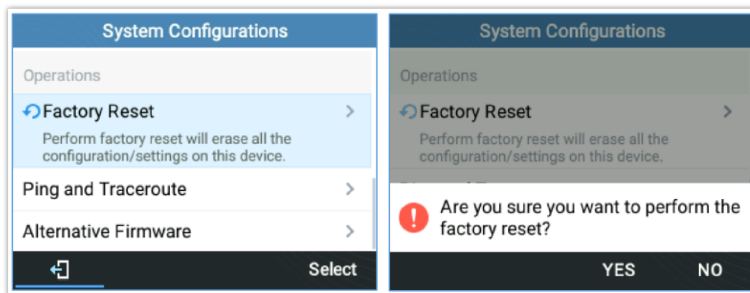 System Configurations
Operations
Factory Reset
Perform factory reset will erase all the
configuration/settings on this device.
Ping and Traceroute
Alternative Firmware
Select
System Configurations
Operations
Factory Reset
Perform factory reset will erase all the
configuration/settings on this device.
Are you sure you want to perform the
factory reset?
YES NO